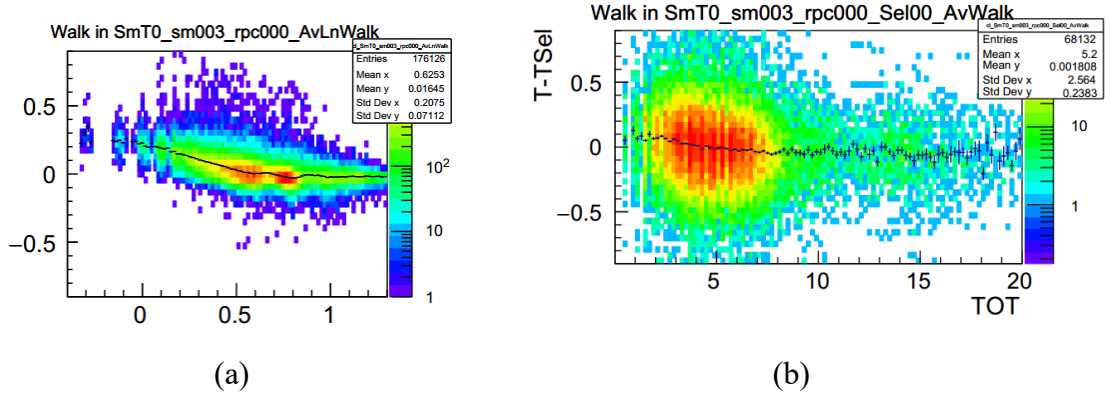 Walk in SmT0_sm003_rpc000_AvLnWalk
cl_SmT0_sm003_rpc000_AvLnWalk
Entries 176126
Mean x 0.6253
Mean y 0.01645
Std Dev x 0.2075
Std Dev y 0.07112
0.5
0
−0.5
0
0.5
1
10²
10
1
(a)
Walk in SmT0_sm003_rpc000_Sel00_AvWalk
cl_SmT0_sm003_rpc000_Sel00_AvWalk
Entries 68132
Mean x 5.2
Mean y 0.001808
Std Dev x 2.564
Std Dev y 0.2383
T-TSel
0.5
0
−0.5
5
10
15
20
TOT
10
1
(b)